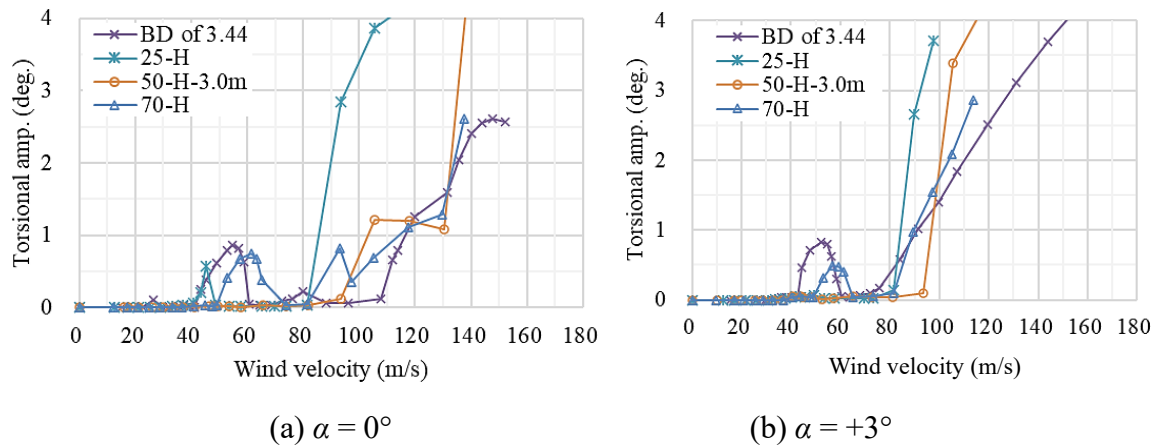 Torsional amp. (deg.)
4
3
2
1
0
BD of 3.44
25-H
50-H-3.0m
70-H
0 20 40 60 80 100 120 140 160 180
Wind velocity (m/s)
(a) α = 0°
Torsional amp. (deg.)
4
3
2
1
0
BD of 3.44
25-H
50-H-3.0m
70-H
0 20 40 60 80 100 120 140 160 180
Wind velocity (m/s)
(b) α = +3°